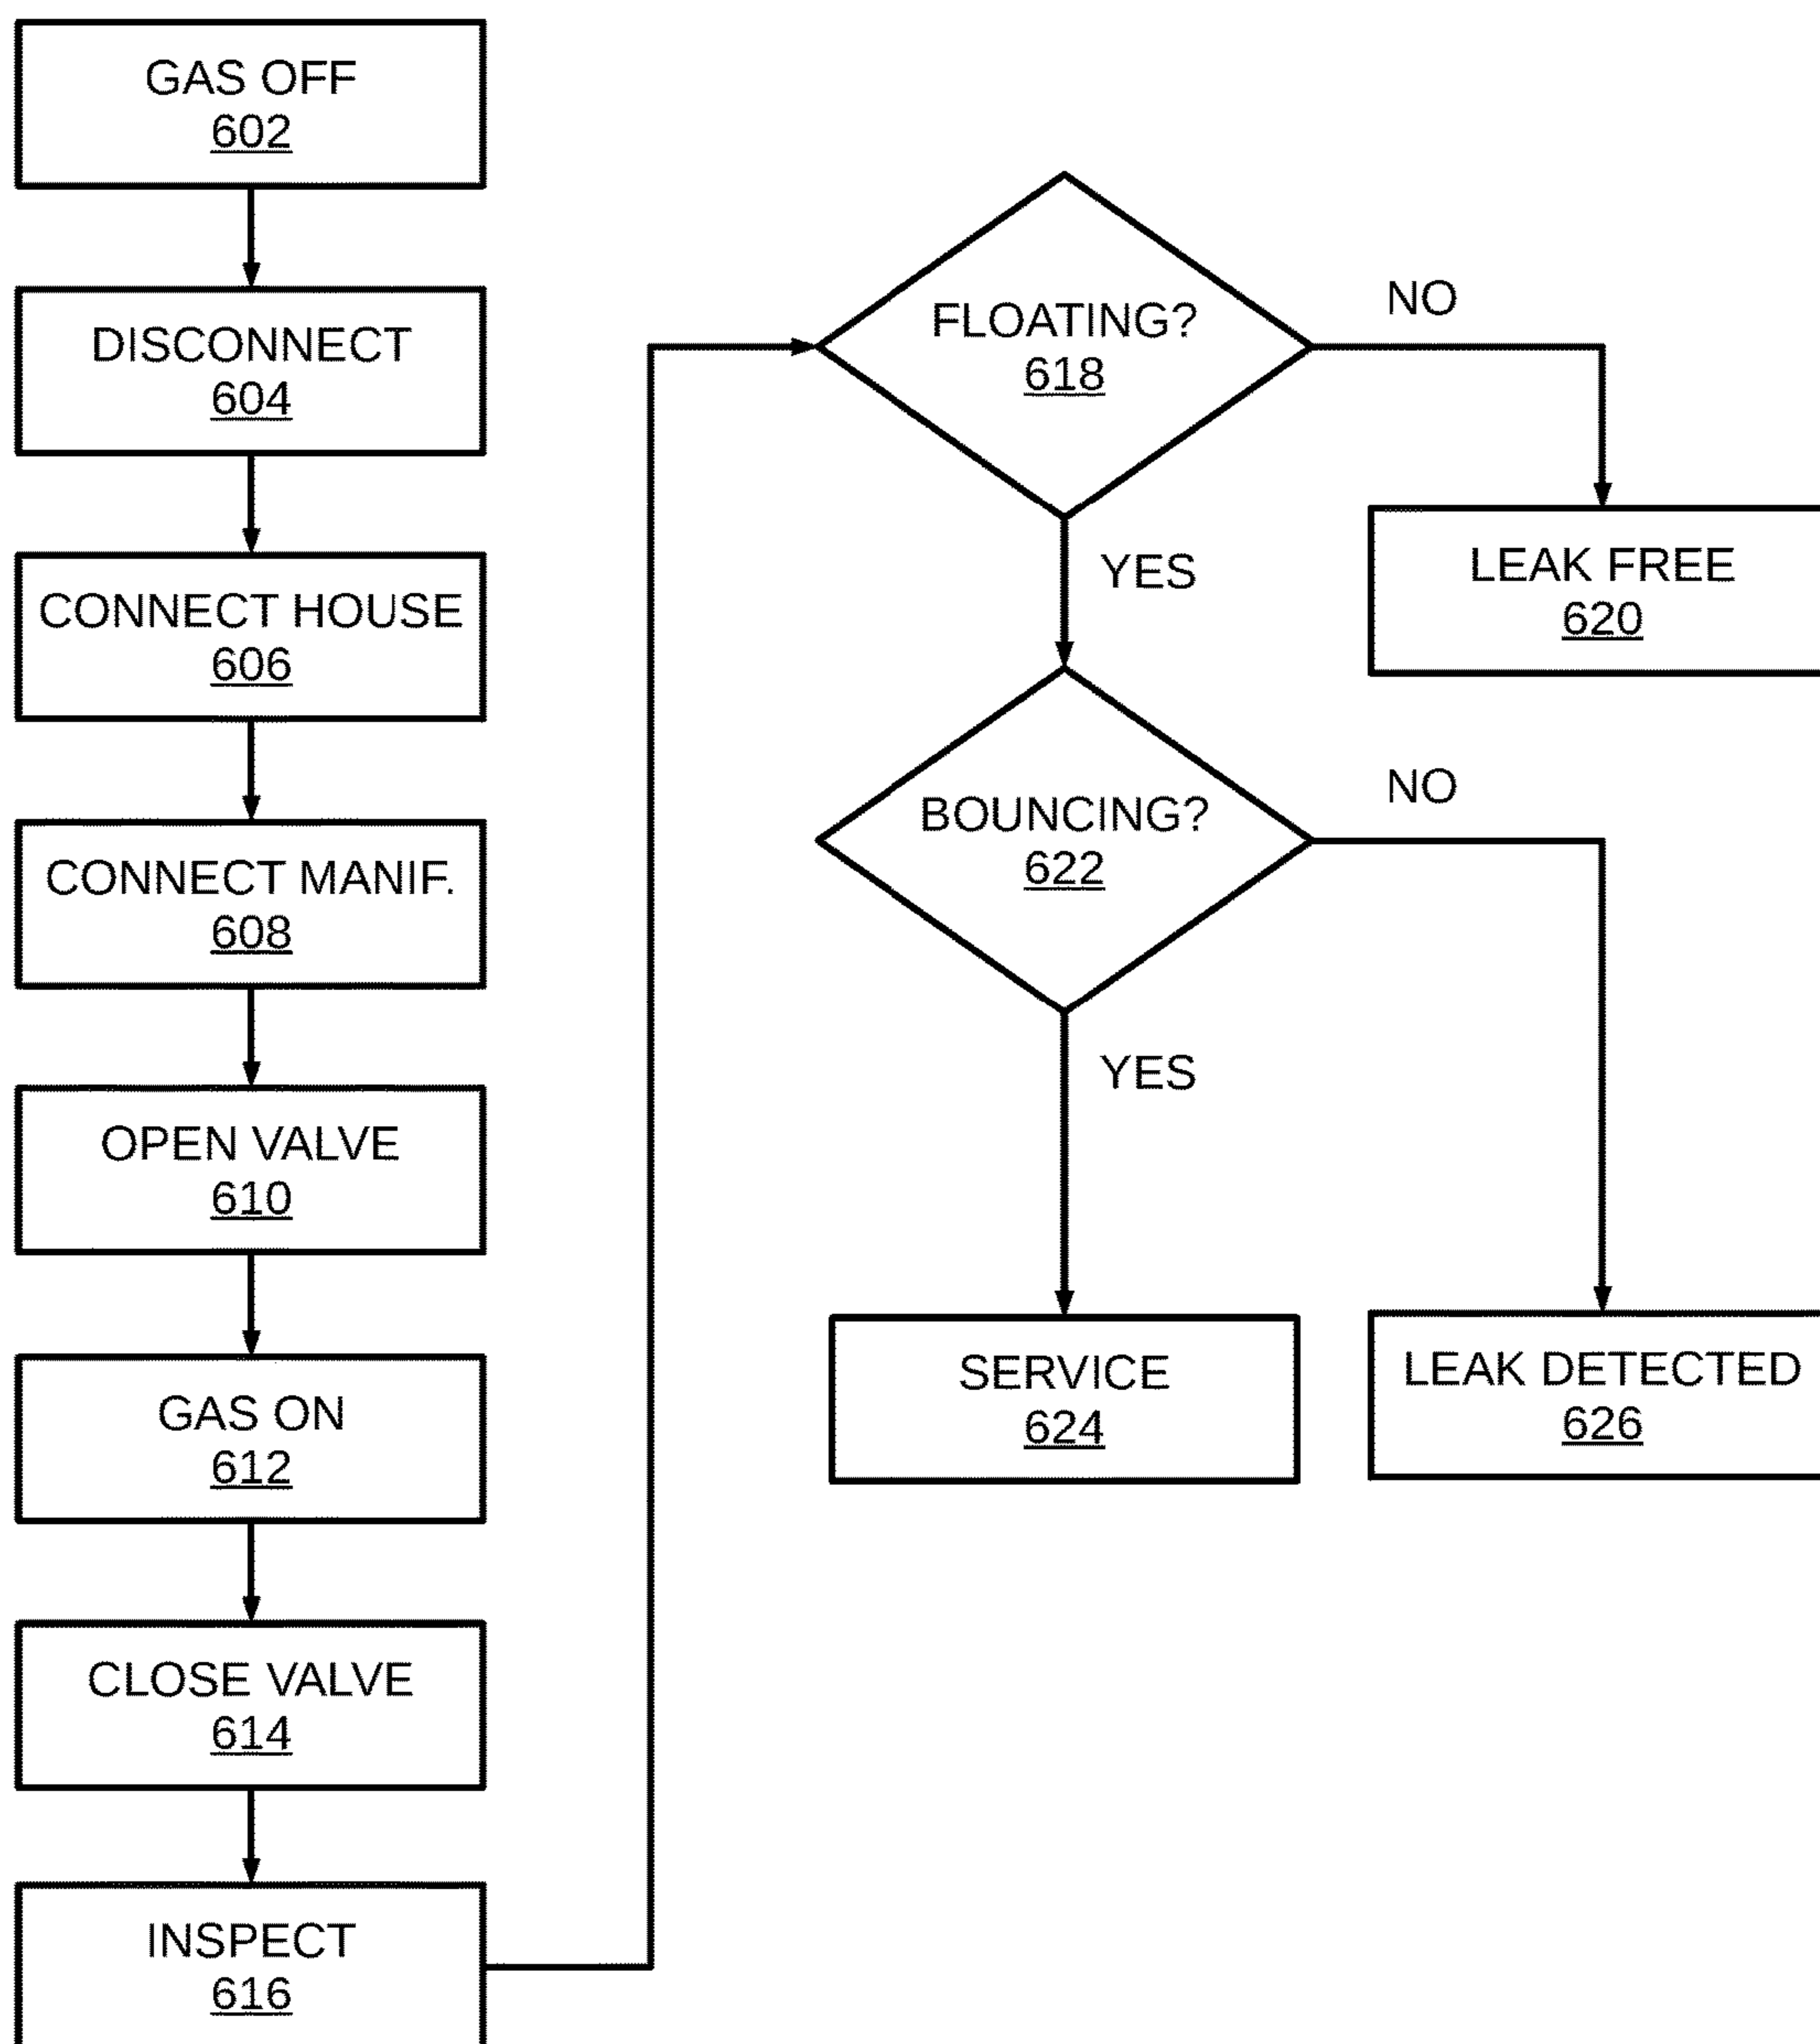 GAS OFF
602
DISCONNECT
604
CONNECT HOUSE
606
CONNECT MANIF.
608
OPEN VALVE
610
GAS ON
612
CLOSE VALVE
614
INSPECT
616
FLOATING?
618
NO
YES
LEAK FREE
620
BOUNCING?
622
NO
YES
SERVICE
624
LEAK DETECTED
626